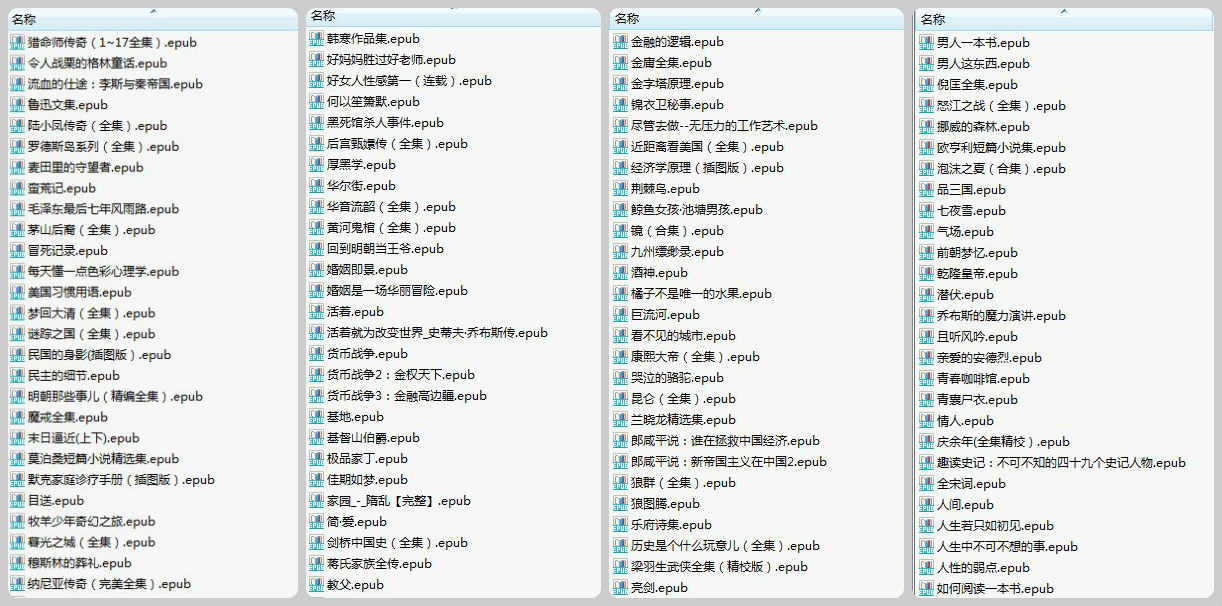 名称
猎命师传奇（1~17全集）.epub
令人战栗的格林童话.epub
流血的仕途：李斯与秦帝国.epub
鲁迅文集.epub
陆小凤传奇（全集）.epub
罗德斯岛系列（全集）.epub
麦田里的守望者.epub
蛮荒记.epub
毛泽东最后七年风雨路.epub
茅山后裔（全集）.epub
冒死记录.epub
每天懂一点色彩心理学.epub
美国习惯用语.epub
梦回大清（全集）.epub
谜踪之国（全集）.epub
民国的身影(插图版）.epub
民主的细节.epub
明朝那些事儿（精编全集）.epub
魔戒全集.epub
末日逼近(上下).epub
莫泊桑短篇小说精选集.epub
默克家庭诊疗手册（插图版）.epub
目送.epub
牧羊少年奇幻之旅.epub
暮光之城（全集）.epub
穆斯林的葬礼.epub
纳尼亚传奇（完美全集）.epub
名称
韩寒作品集.epub
好妈妈胜过好老师.epub
好女人性感第一（连载）.epub
何以笙箫默.epub
黑死馆杀人事件.epub
后宫甄嬛传（全集）.epub
厚黑学.epub
华尔街.epub
华音流韶（全集）.epub
黄河鬼棺（全集）.epub
回到明朝当王爷.epub
婚姻即景.epub
婚姻是一场华丽冒险.epub
活着.epub
活着就为改变世界_史蒂夫·乔布斯传.epub
货币战争.epub
货币战争2：金权天下.epub
货币战争3：金融高边疆.epub
基地.epub
基督山伯爵.epub
极品家丁.epub
佳期如梦.epub
家园_-_隋乱【完整】.epub
简·爱.epub
剑桥中国史（全集）.epub
蒋氏家族全传.epub
教父.epub
名称
金融的逻辑.epub
金庸全集.epub
金字塔原理.epub
锦衣卫秘事.epub
尽管去做--无压力的工作艺术.epub
近距离看美国（全集）.epub
经济学原理（插图版）.epub
荆棘鸟.epub
鲸鱼女孩·池塘男孩.epub
镜（合集）.epub
九州缥缈录.epub
酒神.epub
橘子不是唯一的水果.epub
巨流河.epub
看不见的城市.epub
康熙大帝（全集）.epub
哭泣的骆驼.epub
昆仑（全集）.epub
兰晓龙精选集.epub
郎咸平说：谁在拯救中国经济.epub
郎咸平说：新帝国主义在中国2.epub
狼群（全集）.epub
狼图腾.epub
乐府诗集.epub
历史是个什么玩意儿（全集）.epub
梁羽生武侠全集（精校版）.epub
亮剑.epub
名称
男人一本书.epub
男人这东西.epub
倪匡全集.epub
怒江之战（全集）.epub
挪威的森林.epub
欧亨利短篇小说集.epub
泡沫之夏（合集）.epub
品三国.epub
七夜雪.epub
气场.epub
前朝梦忆.epub
乾隆皇帝.epub
潜伏.epub
乔布斯的魔力演讲.epub
且听风吟.epub
亲爱的安德烈.epub
青春咖啡馆.epub
青囊尸衣.epub
情人.epub
庆余年(全集精校）.epub
趣读史记：不可不知的四十九个史记人物.epub
全宋词.epub
人间.epub
人生若只如初见.epub
人生中不可不想的事.epub
人性的弱点.epub
如何阅读一本书.epub